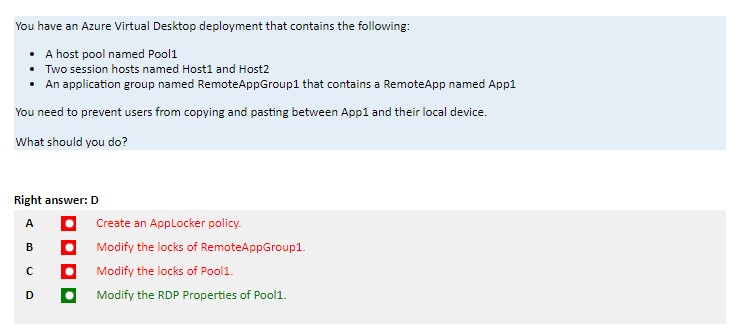 You have an Azure Virtual Desktop deployment that contains the following:
• A host pool named Pool1
• Two session hosts named Host1 and Host2
• An application group named RemoteAppGroup1 that contains a RemoteApp named App1
You need to prevent users from copying and pasting between App1 and their local device.
What should you do?
Right answer: D
A Create an AppLocker policy.
B Modify the locks of RemoteAppGroup1.
C Modify the locks of Pool1.
D Modify the RDP Properties of Pool1.